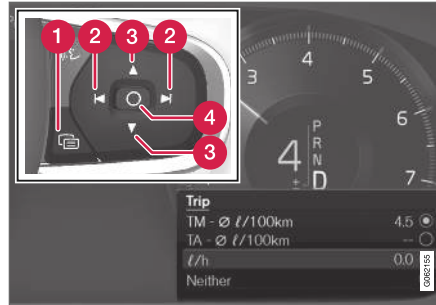 1
2
3
2
4
3
3
4
5
6
7
4
±
P
R
N
D
Trip
TM - Ø ℓ/100km 4.5
TA - Ø ℓ/100km --
ℓ/h 0.0
Neither
G062155